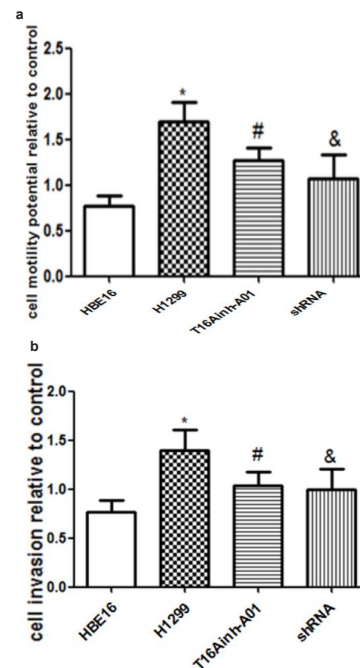 a
cell motility potential relative to control
2.5
2.0
1.5
1.0
0.5
0.0
*
#
&
HBE16
H1299
T16Ainh-A01
shRNA
b
cell invasion relative to control
2.0
1.5
1.0
0.5
0.0
*
#
&
HBE16
H1299
T16Ainh-A01
shRNA